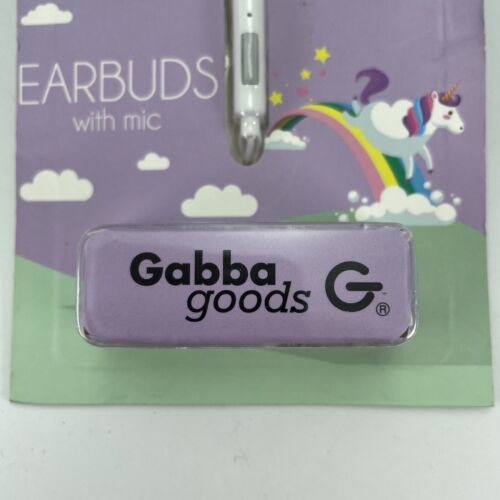 EARBUDS
with mic
Gabba
goods G
®